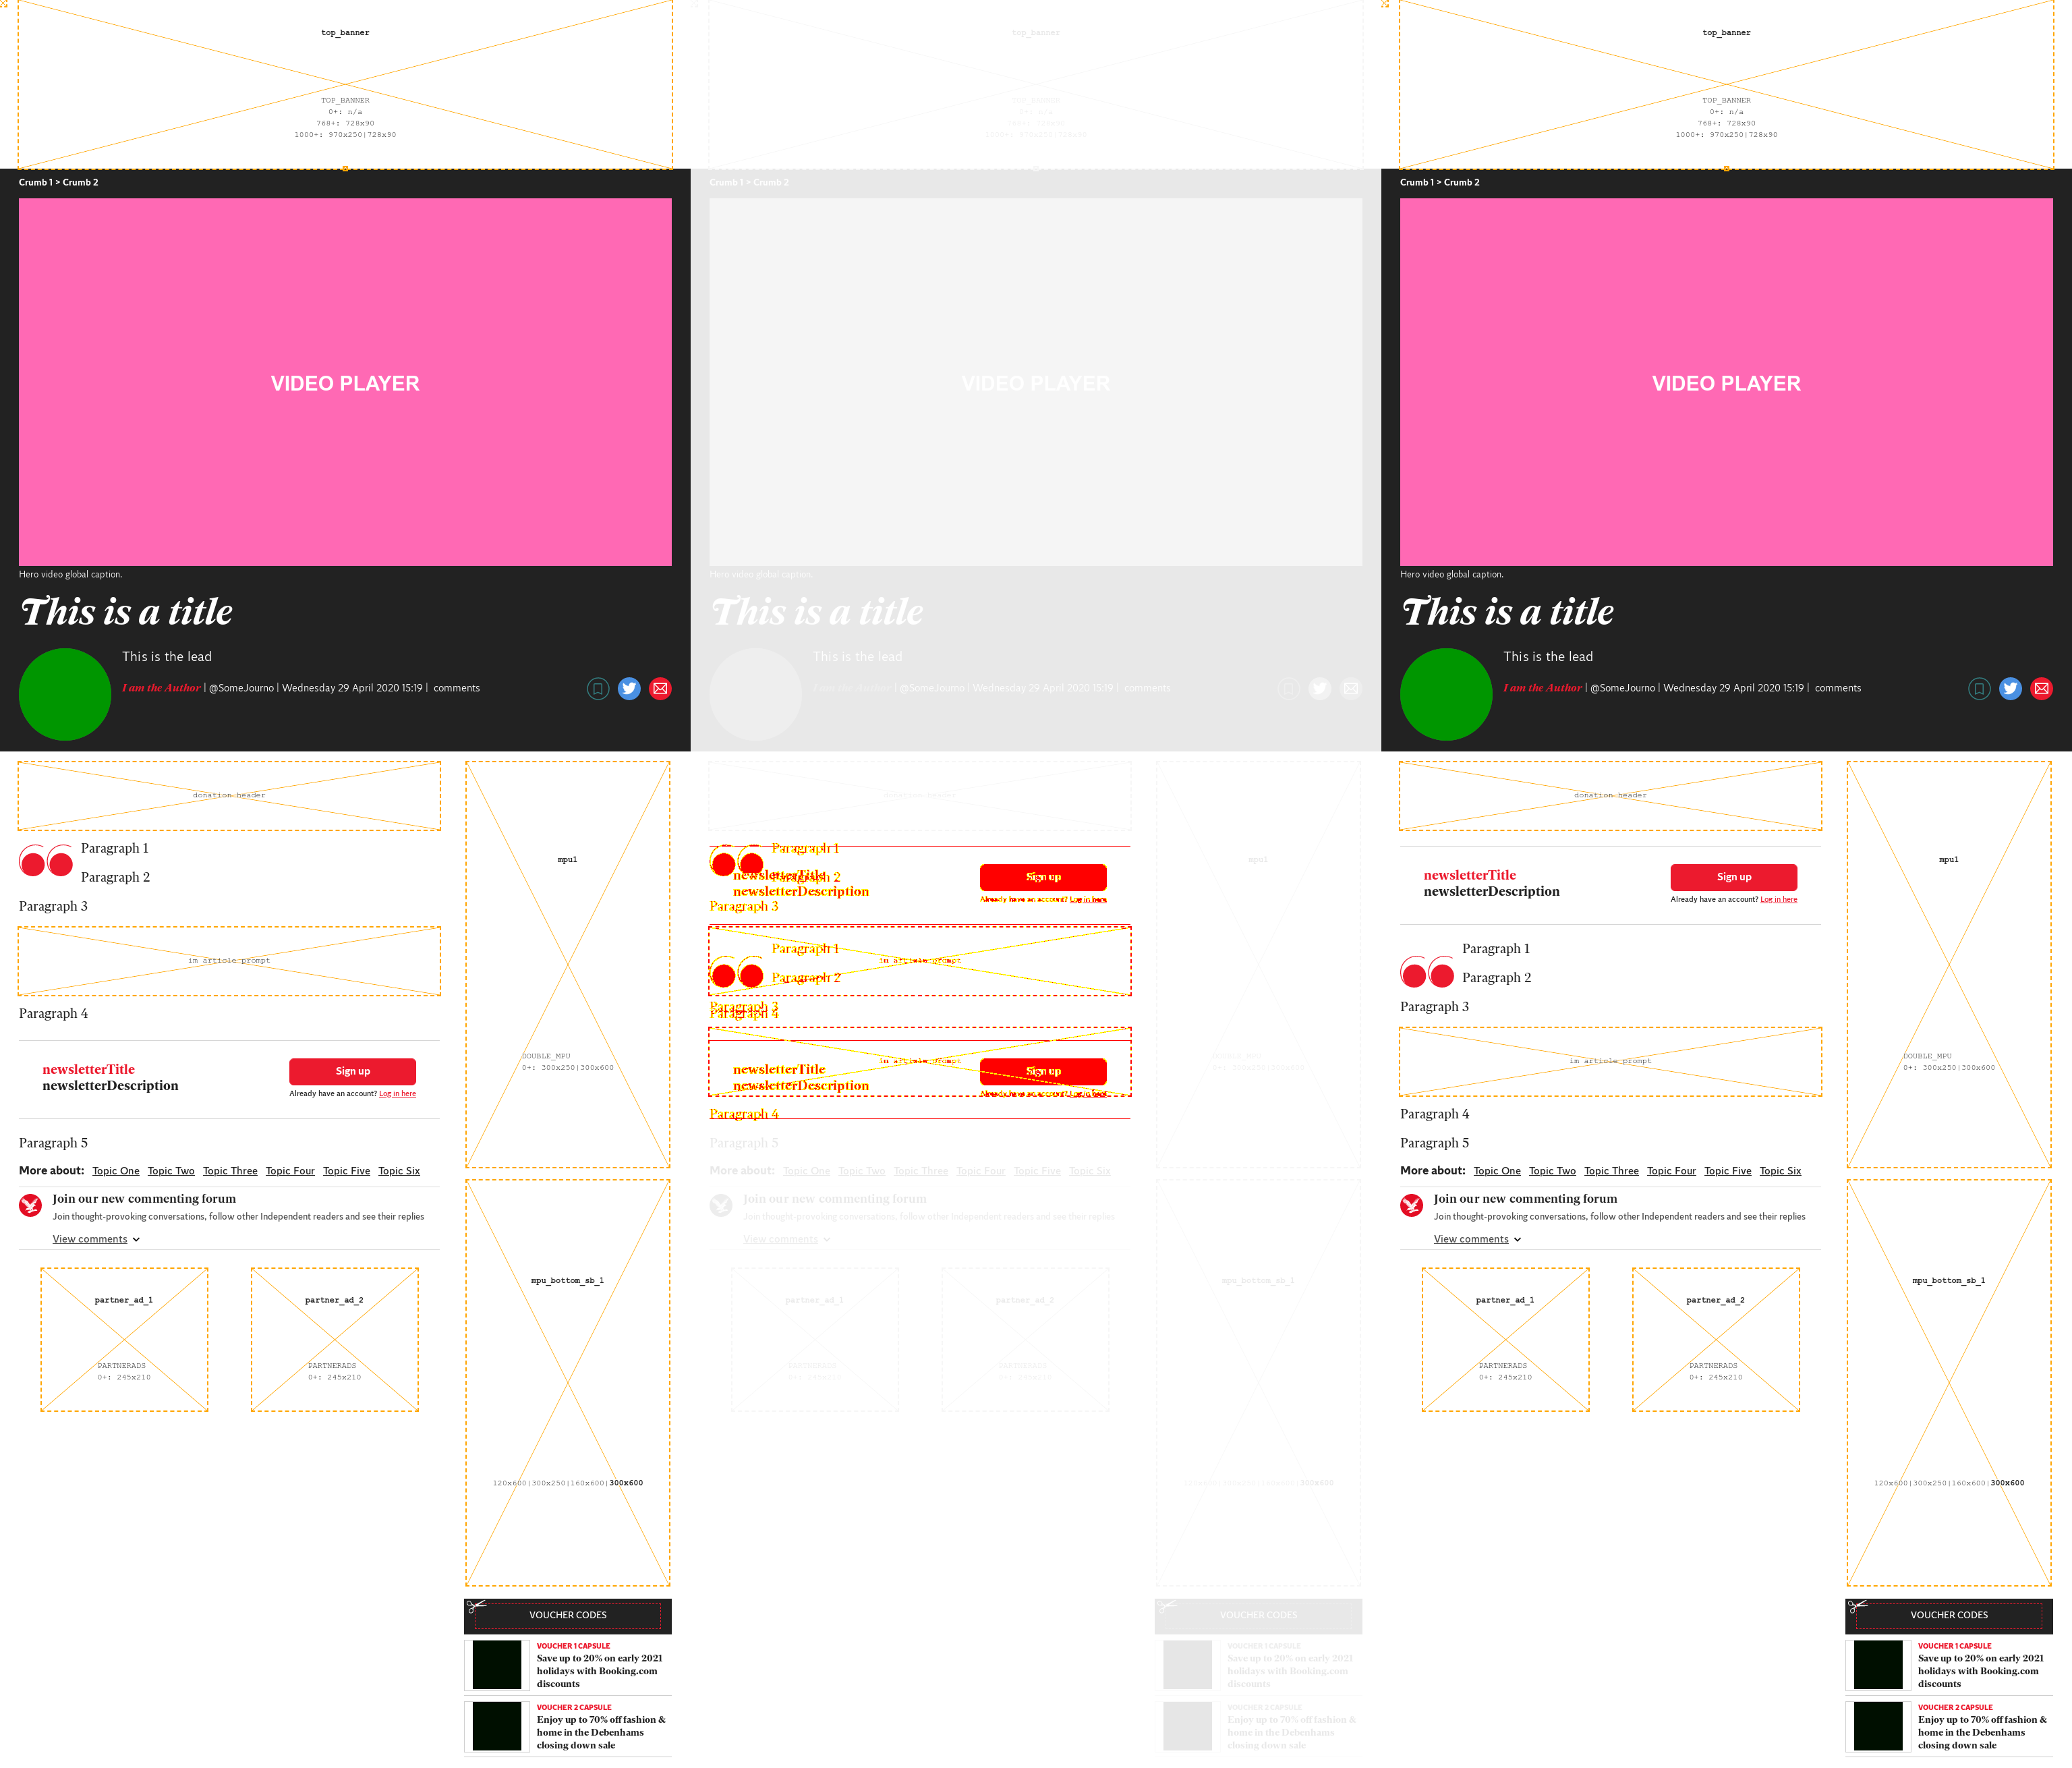 top_banner
TOP_BANNER
0+: n/a
768+: 728x90
1000+: 970x250|728x90
Crumb 1 > Crumb 2
VIDEO PLAYER
Hero video global caption.
This is a title
This is the lead
I am the Author | @SomeJourno | Wednesday 29 April 2020 15:19 | comments
donation header
Paragraph 1
Paragraph 2
Paragraph 3
im article prompt
Paragraph 4
newsletterTitle
newsletterDescription
Sign up
Already have an account? Log in here
Paragraph 5
More about: Topic One Topic Two Topic Three Topic Four Topic Five Topic Six
Join our new commenting forum
Join thought-provoking conversations, follow other Independent readers and see their replies
View comments
partner_ad_1
PARTNERADS
0+: 245x210
partner_ad_2
PARTNERADS
0+: 245x210
mpu1
DOUBLE_MPU
0+: 300x250|300x600
mpu_bottom_sb_1
120x600|300x250|160x600|300x600
VOUCHER CODES
VOUCHER 1 CAPSULE
Save up to 20% on early 2021
holidays with Booking.com
discounts
VOUCHER 2 CAPSULE
Enjoy up to 70% off fashion &
home in the Debenhams
closing down sale
top_banner
TOP_BANNER
0+: n/a
768+: 728x90
1000+: 970x250|728x90
Crumb 1 > Crumb 2
VIDEO PLAYER
Hero video global caption.
This is a title
This is the lead
I am the Author | @SomeJourno | Wednesday 29 April 2020 15:19 | comments
donation header
Paragraph 1
newsletterTitle
Paragraph 2
newsletterDescription
Sign up
Already have an account? Log in here
Paragraph 3
Paragraph 1
im article prompt
Paragraph 2
Paragraph 3
Paragraph 4
im article prompt
newsletterTitle
newsletterDescription
Sign up
Already have an account? Log in here
Paragraph 4
Paragraph 5
More about: Topic One Topic Two Topic Three Topic Four Topic Five Topic Six
Join our new commenting forum
Join thought-provoking conversations, follow other Independent readers and see their replies
View comments
partner_ad_1
PARTNERADS
0+: 245x210
partner_ad_2
PARTNERADS
0+: 245x210
mpu1
DOUBLE_MPU
0+: 300x250|300x600
mpu_bottom_sb_1
120x600|300x250|160x600|300x600
VOUCHER CODES
VOUCHER 1 CAPSULE
Save up to 20% on early 2021
holidays with Booking.com
discounts
VOUCHER 2 CAPSULE
Enjoy up to 70% off fashion &
home in the Debenhams
closing down sale
top_banner
TOP_BANNER
0+: n/a
768+: 728x90
1000+: 970x250|728x90
Crumb 1 > Crumb 2
VIDEO PLAYER
Hero video global caption.
This is a title
This is the lead
I am the Author | @SomeJourno | Wednesday 29 April 2020 15:19 | comments
donation header
newsletterTitle
newsletterDescription
Sign up
Already have an account? Log in here
Paragraph 1
Paragraph 2
Paragraph 3
im article prompt
Paragraph 4
Paragraph 5
More about: Topic One Topic Two Topic Three Topic Four Topic Five Topic Six
Join our new commenting forum
Join thought-provoking conversations, follow other Independent readers and see their replies
View comments
partner_ad_1
PARTNERADS
0+: 245x210
partner_ad_2
PARTNERADS
0+: 245x210
mpu1
DOUBLE_MPU
0+: 300x250|300x600
mpu_bottom_sb_1
120x600|300x250|160x600|300x600
VOUCHER CODES
VOUCHER 1 CAPSULE
Save up to 20% on early 2021
holidays with Booking.com
discounts
VOUCHER 2 CAPSULE
Enjoy up to 70% off fashion &
home in the Debenhams
closing down sale